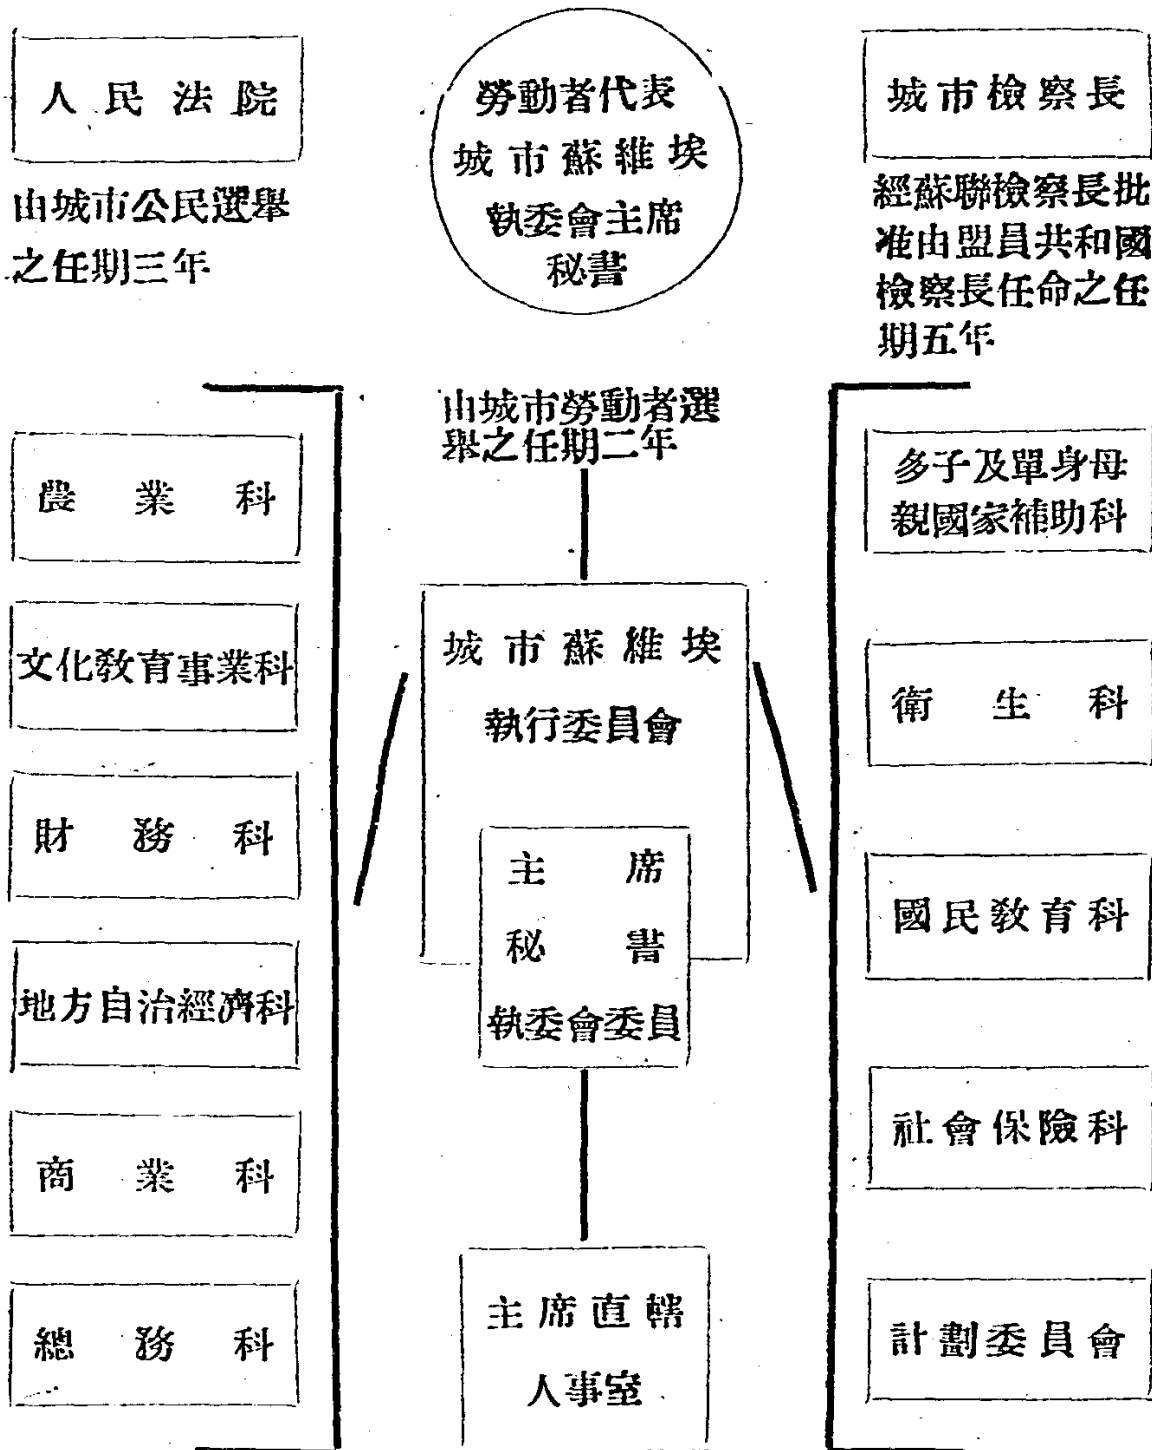 人民法院
由城市公民選舉
之任期三年
勞動者代表
城市蘇維埃
執委會主席
秘書
由城市勞動者選
舉之任期二年
城市檢察長
經蘇聯檢察長批
准由盟員共和國
檢察長任命之任
期五年
農業科
文化教育事業科
財務科
地方自治經濟科
商業科
總務科
城市蘇維埃
執行委員會
主席
秘書
執委會委員
主席直轄
人事室
多子及單身母
親國家補助科
衛生科
國民教育科
社會保險科
計劃委員會